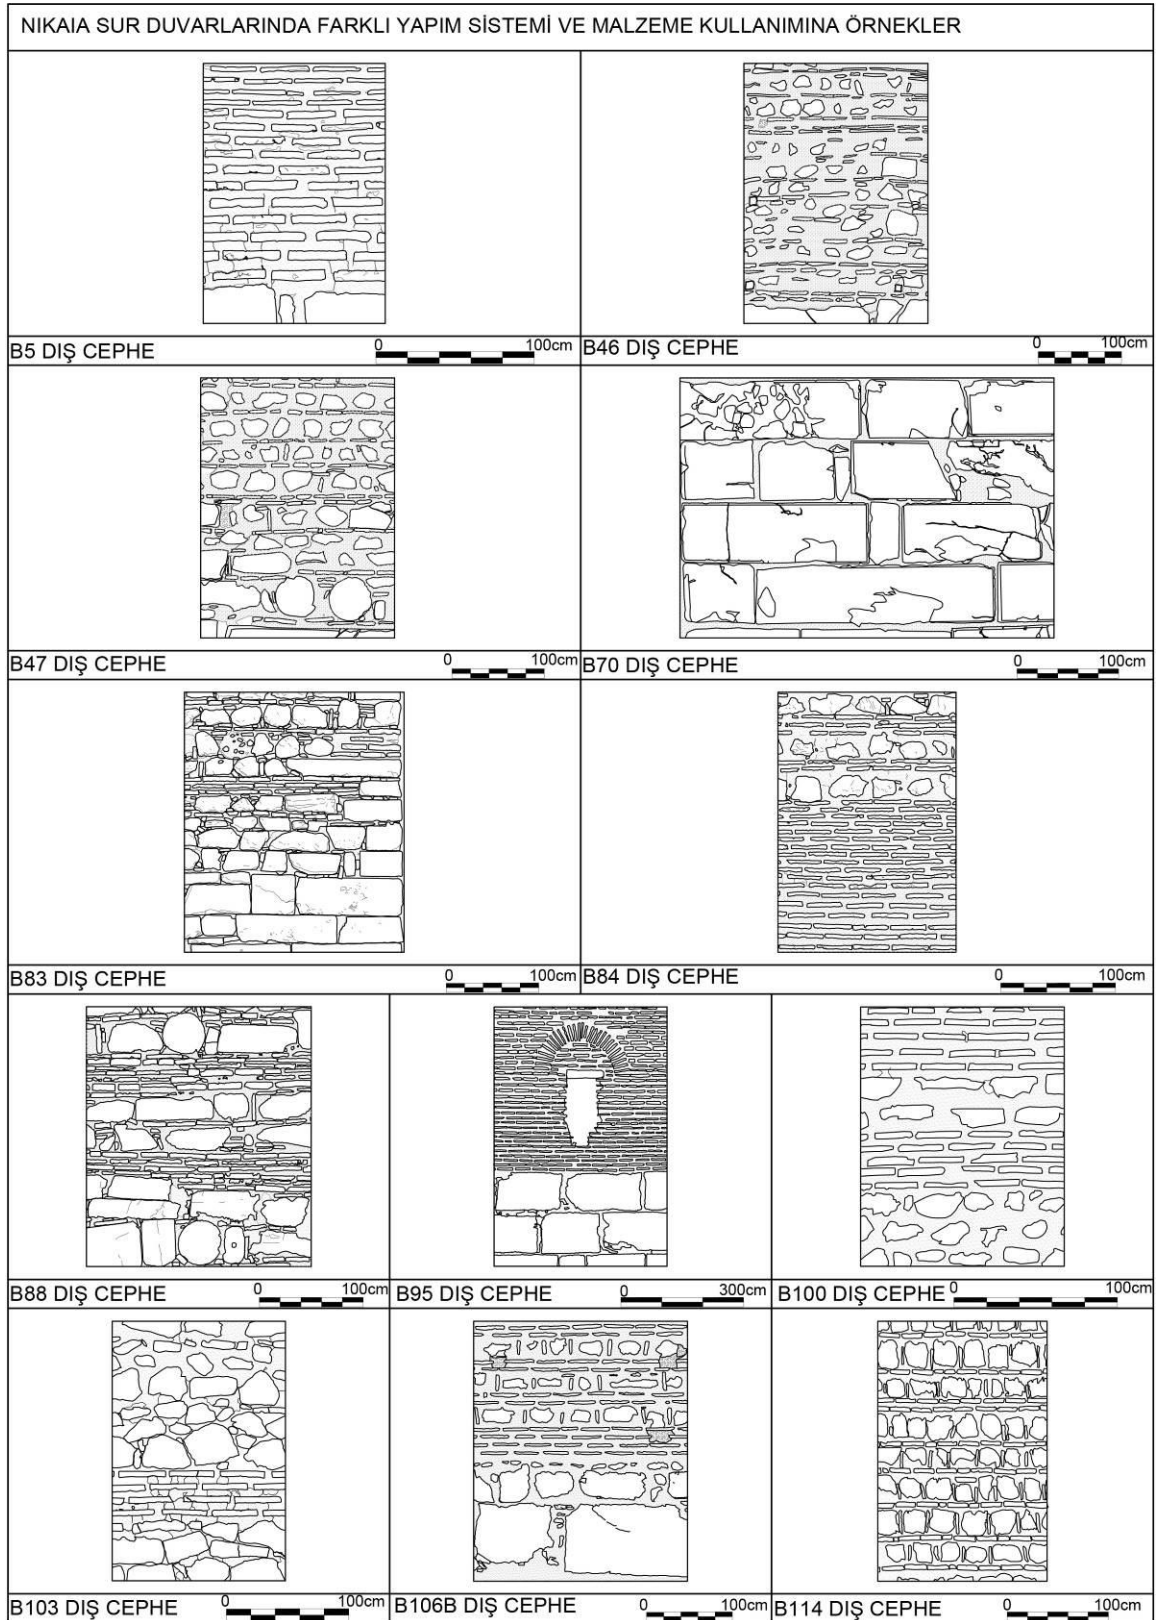 NIKAIA SUR DUVARLARINDA FARKLI YAPIM SİSTEMİ VE MALZEME KULLANIMINA ÖRNEKLER
B5 DIŞ CEPHE 0 100cm
B46 DIŞ CEPHE 0 100cm
B47 DIŞ CEPHE 0 100cm
B70 DIŞ CEPHE 0 100cm
B83 DIŞ CEPHE 0 100cm
B84 DIŞ CEPHE 0 100cm
B88 DIŞ CEPHE 0 100cm
B95 DIŞ CEPHE 0 300cm
B100 DIŞ CEPHE 0 100cm
B103 DIŞ CEPHE 0 100cm
B106B DIŞ CEPHE 0 100cm
B114 DIŞ CEPHE 0 100cm